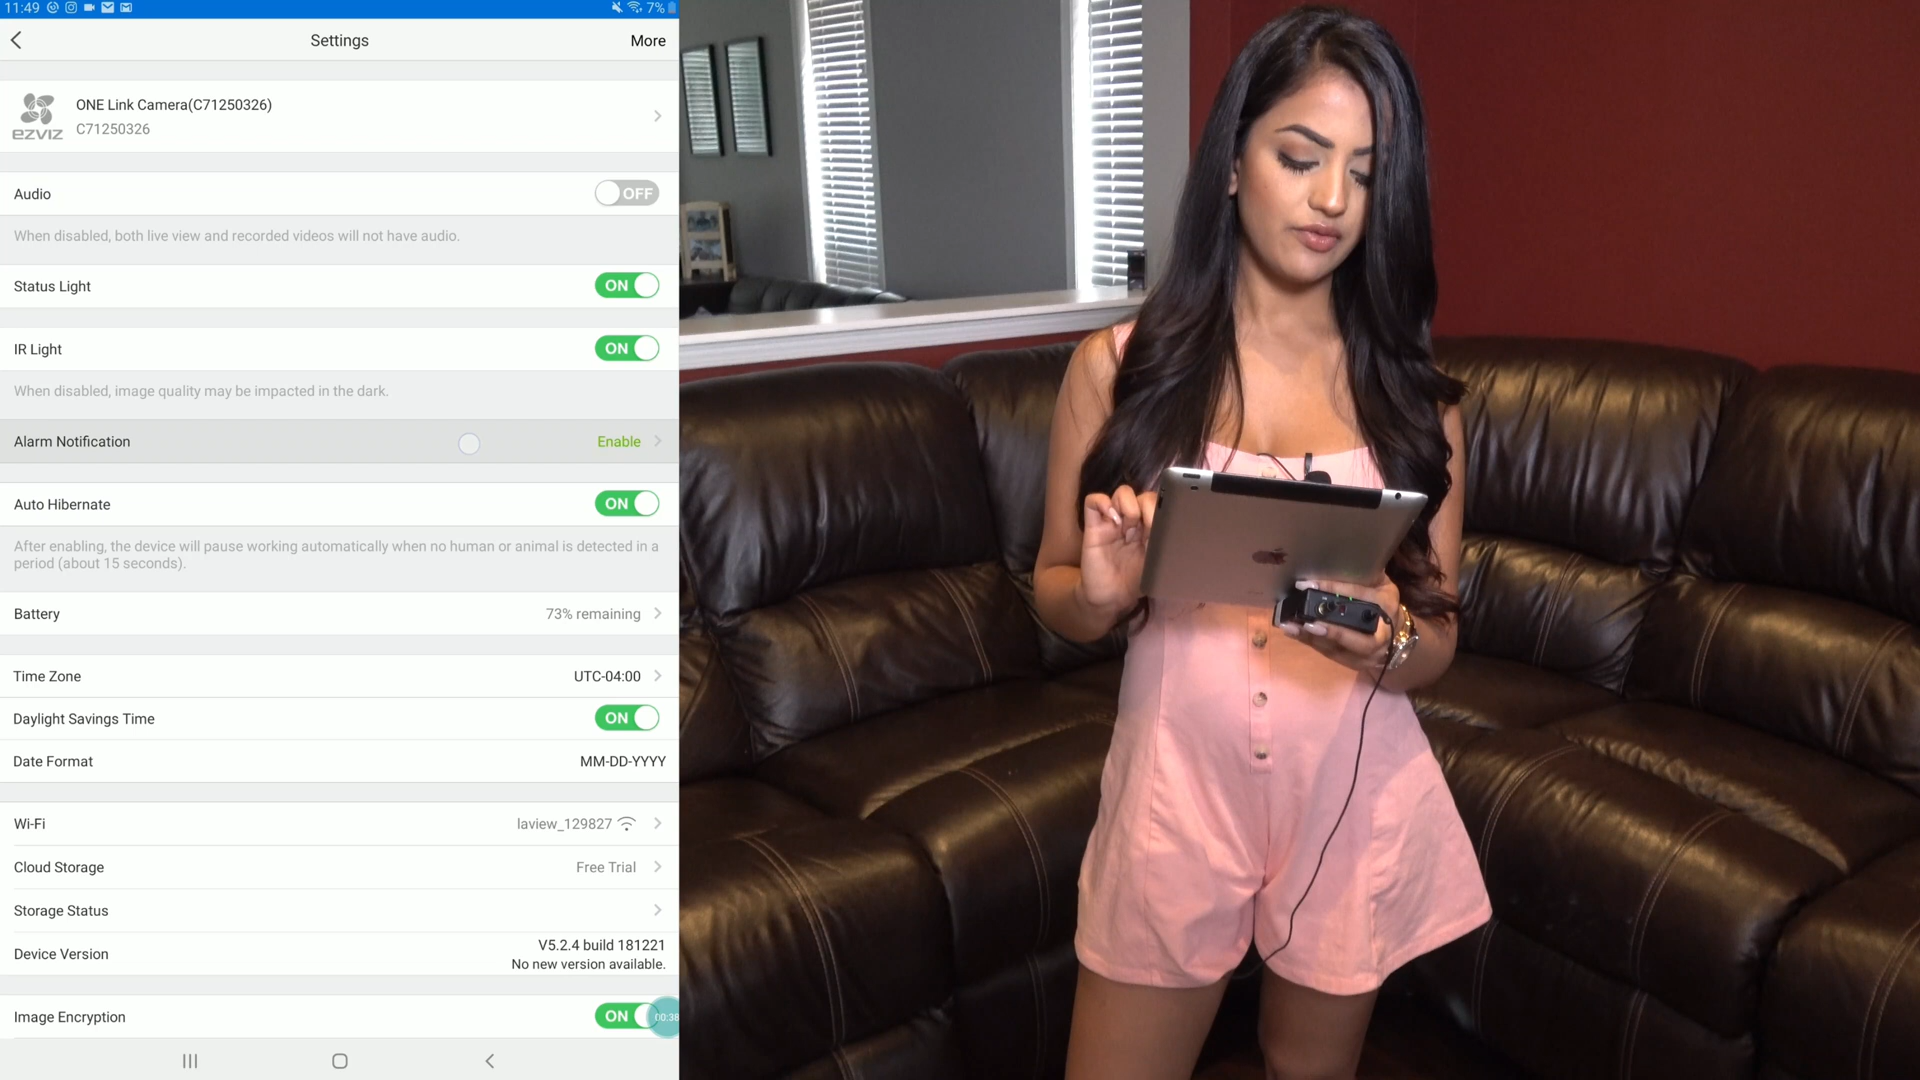 11:49
7%
Settings
More
ONE Link Camera(C71250326)
C71250326
EZVIZ
Audio
OFF
When disabled, both live view and recorded videos will not have audio.
Status Light
ON
IR Light
ON
When disabled, image quality may be impacted in the dark.
Alarm Notification
Enable
Auto Hibernate
ON
After enabling, the device will pause working automatically when no human or animal is detected in a
period (about 15 seconds).
Battery
73% remaining
Time Zone
UTC-04:00
Daylight Savings Time
ON
Date Format
MM-DD-YYYY
Wi-Fi
laview_129827
Cloud Storage
Free Trial
Storage Status
Device Version
V5.2.4 build 181221
No new version available.
Image Encryption
ON
00:38